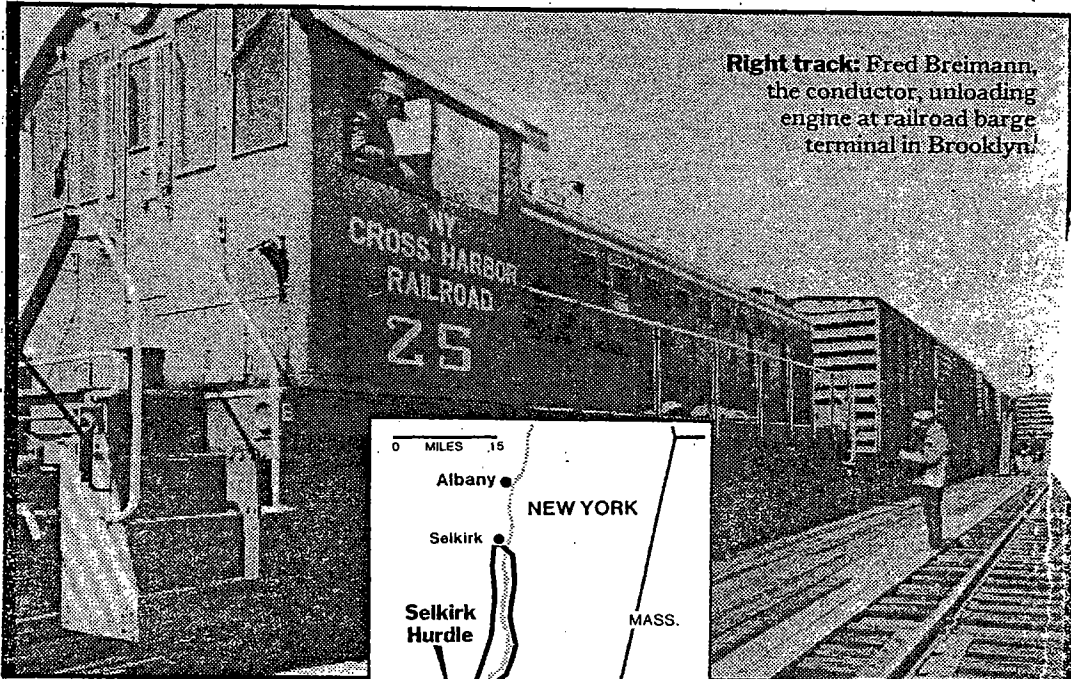 Right track: Fred Breimann,
the conductor, unloading
engine at railroad barge
terminal in Brooklyn.
NY
CROSS HARBOR
RAILROAD
25
0 MILES 15
Albany
NEW YORK
Selkirk
Selkirk
Hurdle
MASS.